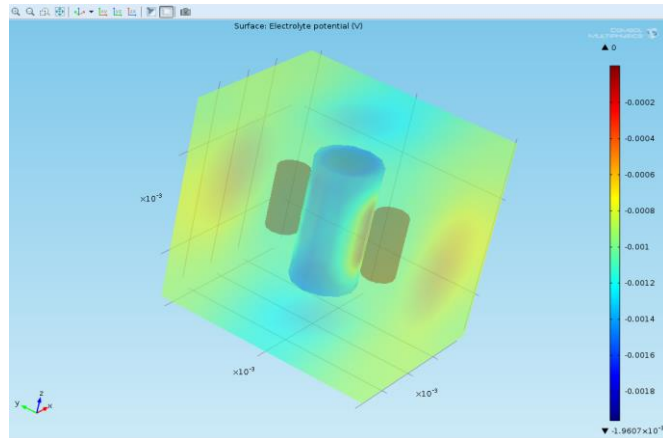 Surface: Electrolyte potential (V)
COMSOL
MULTIPHYSICS
▲ 0
-0.0002
-0.0004
-0.0006
-0.0008
-0.001
-0.0012
-0.0014
-0.0016
-0.0018
▼ -1.9607×10⁻³
×10⁻³
×10⁻³
×10⁻³
y
z
x